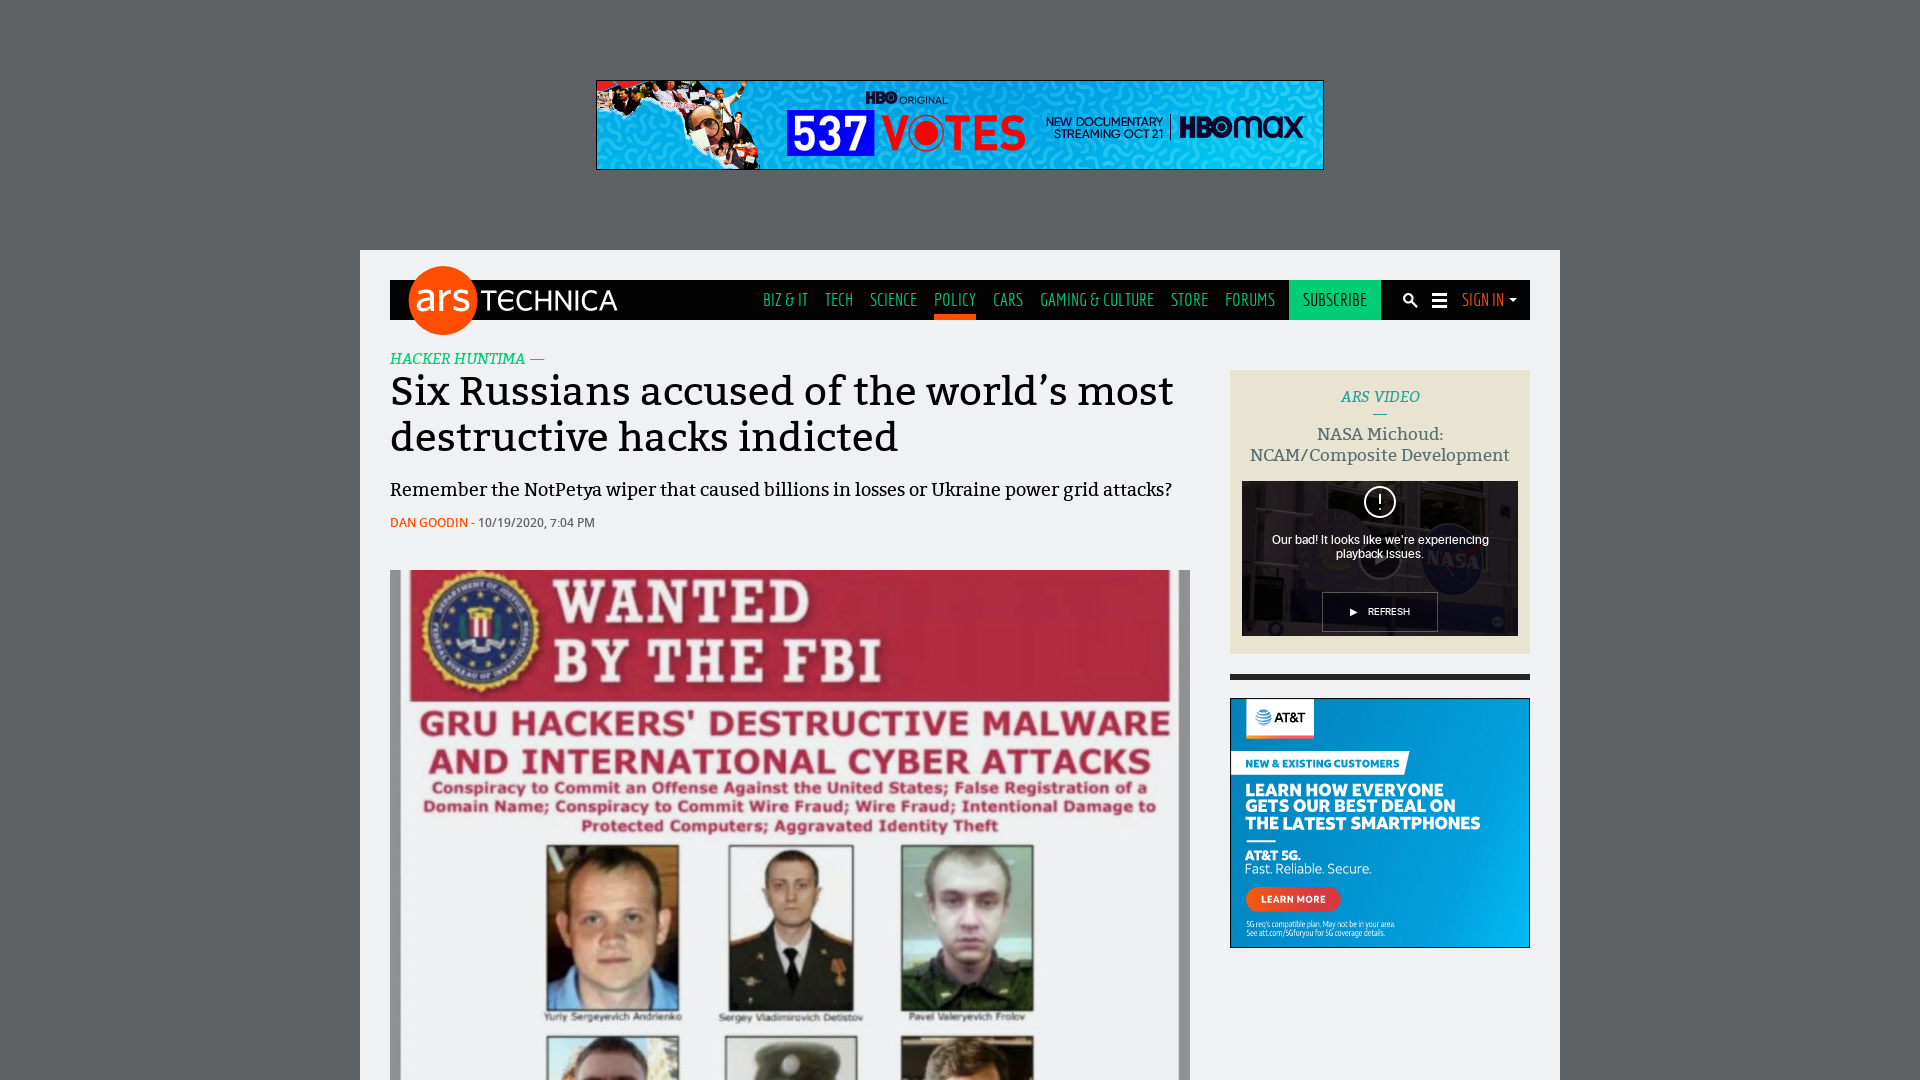 HBO ORIGINAL
537 VOTES
NEW DOCUMENTARY
STREAMING OCT 21
HBOMAX
ars TECHNICA
BIZ & IT TECH SCIENCE POLICY CARS GAMING & CULTURE STORE FORUMS SUBSCRIBE SIGN IN
HACKER HUNTIMA —
Six Russians accused of the world’s most
destructive hacks indicted
Remember the NotPetya wiper that caused billions in losses or Ukraine power grid attacks?
DAN GOODIN - 10/19/2020, 7:04 PM
WANTED
BY THE FBI
GRU HACKERS' DESTRUCTIVE MALWARE
AND INTERNATIONAL CYBER ATTACKS
Conspiracy to Commit an Offense Against the United States; False Registration of a
Domain Name; Conspiracy to Commit Wire Fraud; Wire Fraud; Intentional Damage to
Protected Computers; Aggravated Identity Theft
Yuriy Sergeyevich Andrienko
Sergey Vladimirovich Detistov
Pavel Valeryevich Frolov
ARS VIDEO
NASA Michoud:
NCAM/Composite Development
Our bad! It looks like we're experiencing
playback issues.
NASA
REFRESH
AT&T
NEW & EXISTING CUSTOMERS
LEARN HOW EVERYONE
GETS OUR BEST DEAL ON
THE LATEST SMARTPHONES
AT&T 5G.
Fast. Reliable. Secure.
LEARN MORE
5G req's compatible plan. May not be in your area.
See att.com/5Gforyou for 5G coverage details.